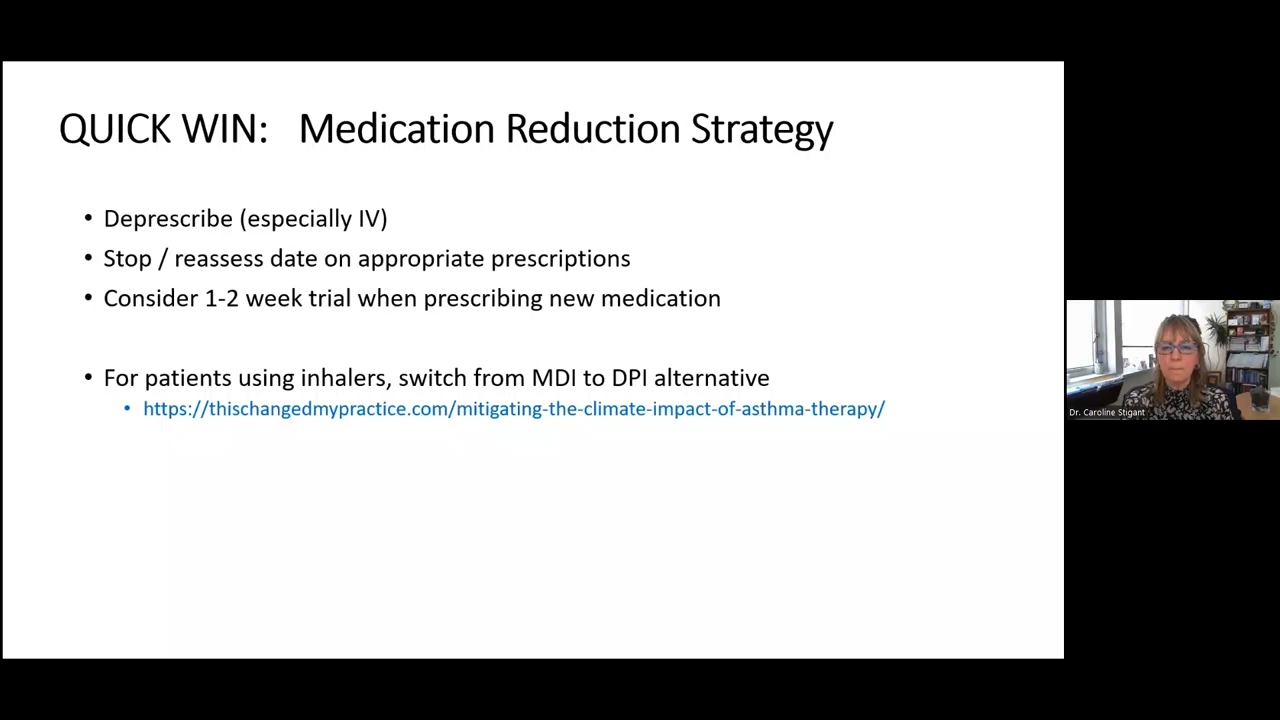 QUICK WIN: Medication Reduction Strategy
• Deprescribe (especially IV)
• Stop / reassess date on appropriate prescriptions
• Consider 1-2 week trial when prescribing new medication
• For patients using inhalers, switch from MDI to DPI alternative
• https://thischangedmypractice.com/mitigating-the-climate-impact-of-asthma-therapy/
Dr. Caroline Stigant